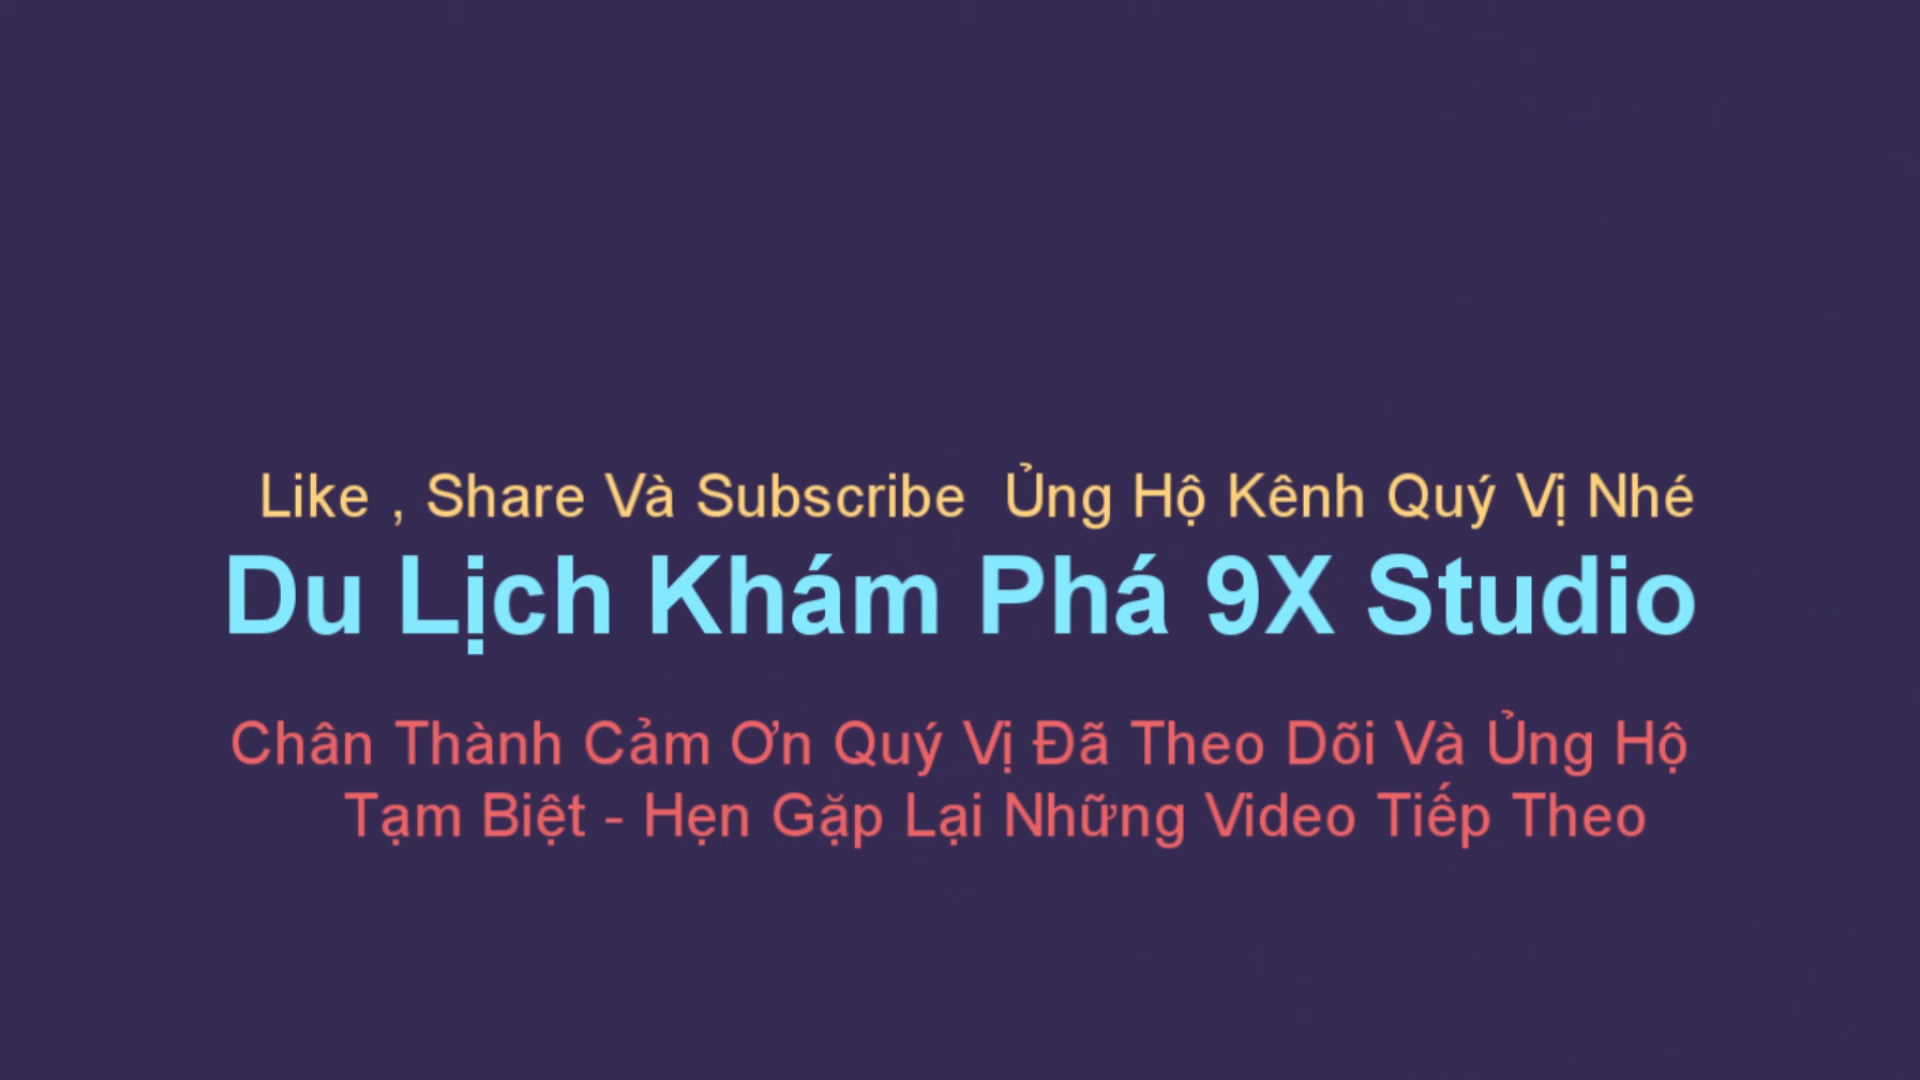 Like , Share Và Subscribe  Ủng Hộ Kênh Quý Vị Nhé
Du Lịch Khám Phá 9X Studio
Chân Thành Cảm Ơn Quý Vị Đã Theo Dõi Và Ủng Hộ
Tạm Biệt - Hẹn Gặp Lại Những Video Tiếp Theo